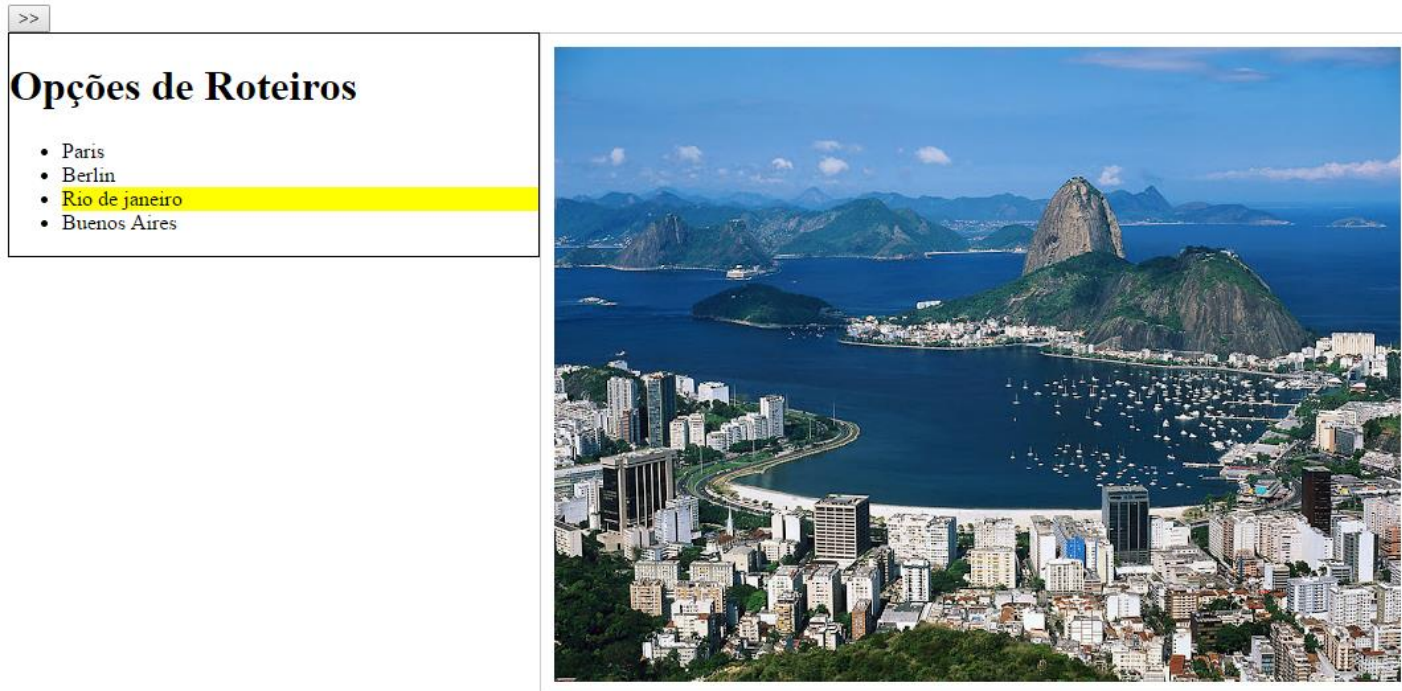 >>
Opções de Roteiros
Paris
Berlin
Rio de janeiro
Buenos Aires